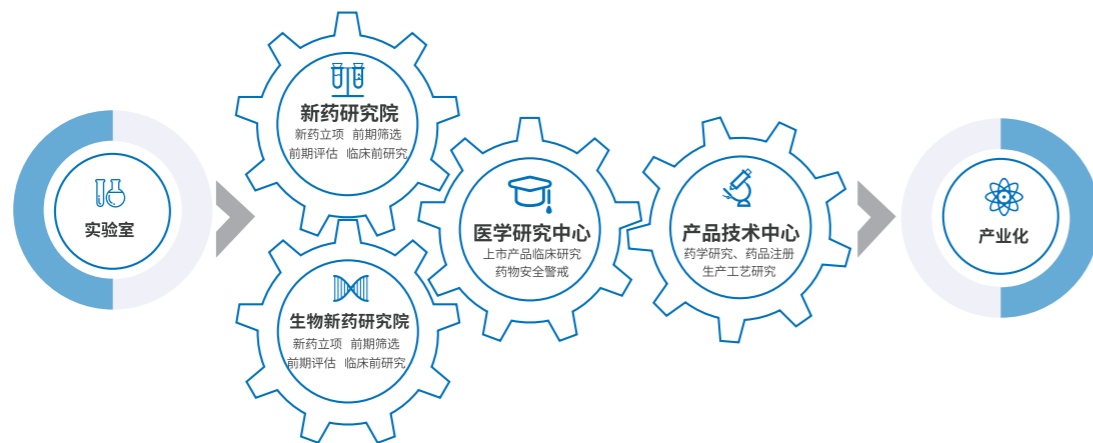 实验室
新药研究院
新药立项 前期筛选
前期评估 临床前研究
生物新药研究院
新药立项 前期筛选
前期评估 临床前研究
医学研究中心
上市产品临床研究
药物安全警戒
产品技术中心
药学研究、药品注册
生产工艺研究
产业化